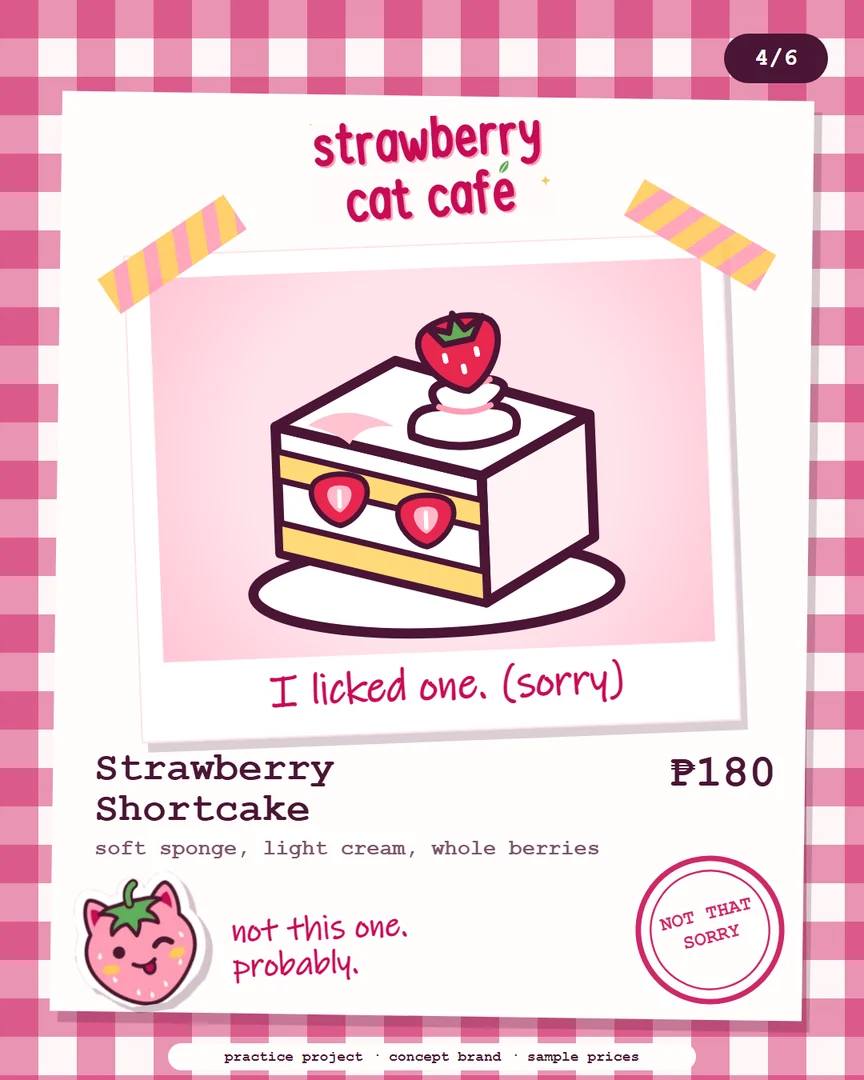 4/6
strawberry
cat café
I licked one. (sorry)
Strawberry
Shortcake
₱180
soft sponge, light cream, whole berries
not this one.
probably.
NOT THAT
SORRY
practice project · concept brand · sample prices